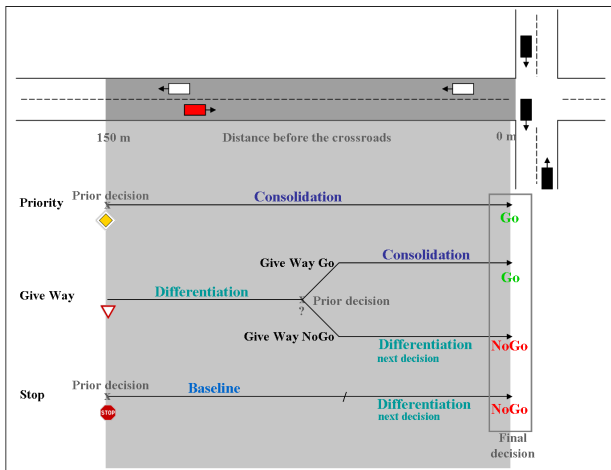 150 m
Distance before the crossroads
0 m
Prior decision
Consolidation
Priority
x
Go
Give Way Go
Consolidation
Go
Give Way
Differentiation
x Prior decision
?
Give Way NoGo
Differentiation
next decision
NoGo
Prior decision
Baseline
Stop
x
/
Differentiation
next decision
NoGo
STOP
Final
decision